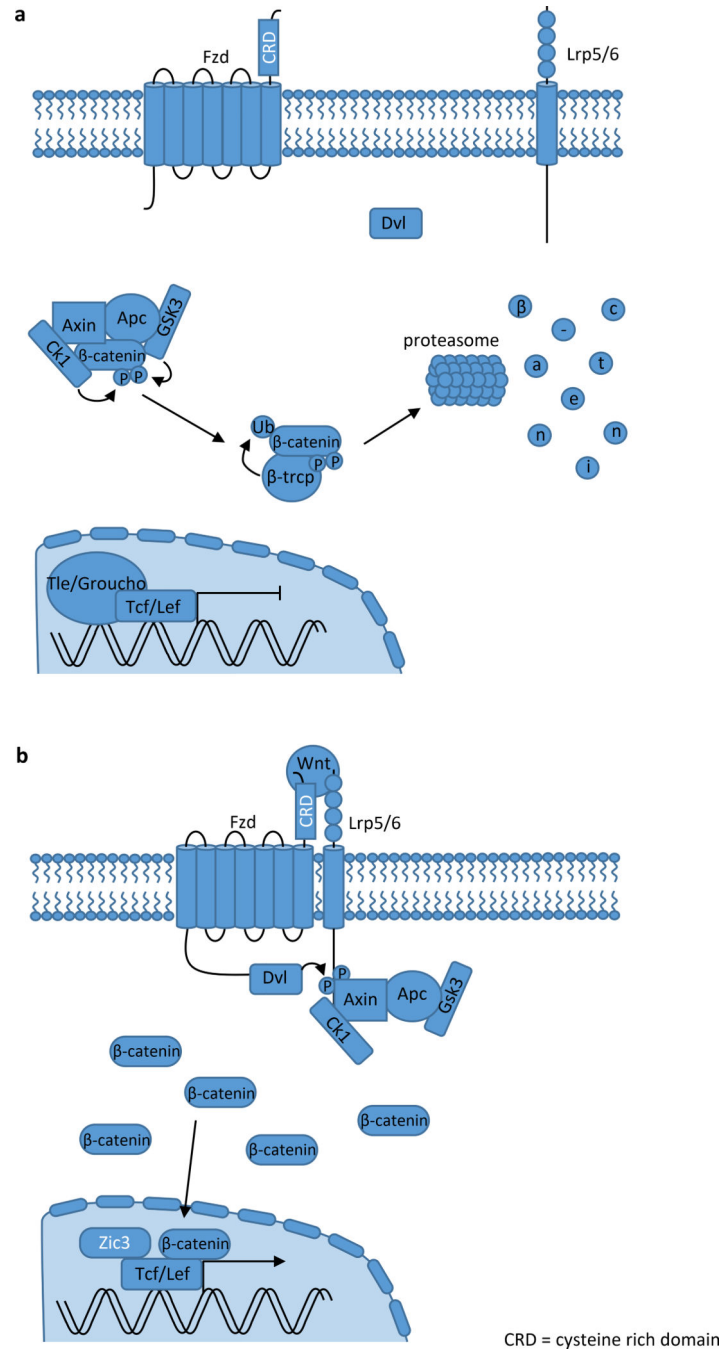 a
Fzd
CRD
Lrp5/6
Dvl
Axin
Apc
GSK3
Ck1
β-catenin
P P
proteasome
β
c
-
a
t
e
n
n
i
Ub
β-catenin
P P
β-trcp
Tle/Groucho
Tcf/Lef
b
Wnt
Fzd
CRD
Lrp5/6
Dvl
P
P
Axin
Apc
Gsk3
Ck1
β-catenin
β-catenin
β-catenin
β-catenin
β-catenin
Zic3
β-catenin
Tcf/Lef
CRD = cysteine rich domain